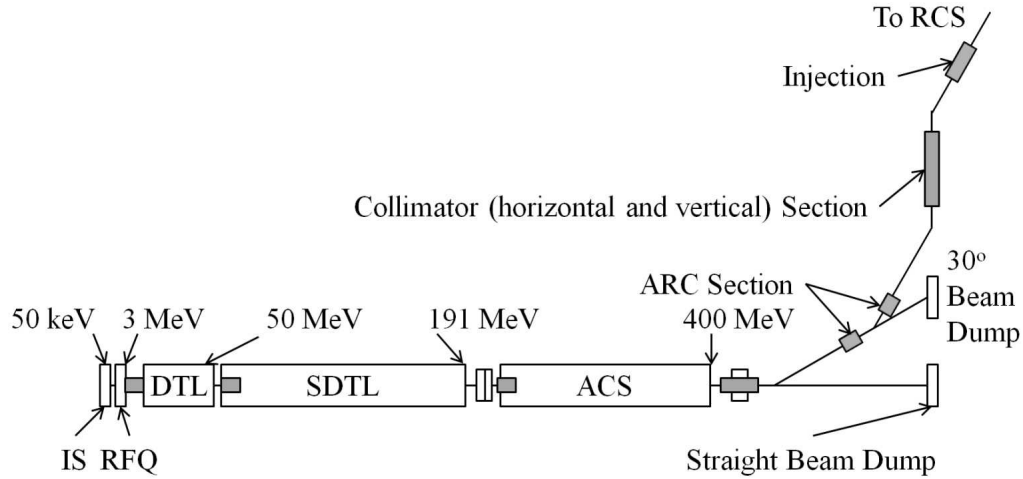 To RCS
Injection
Collimator (horizontal and vertical) Section
ARC Section
30° Beam Dump
50 keV
3 MeV
50 MeV
191 MeV
400 MeV
DTL
SDTL
ACS
IS
RFQ
Straight Beam Dump